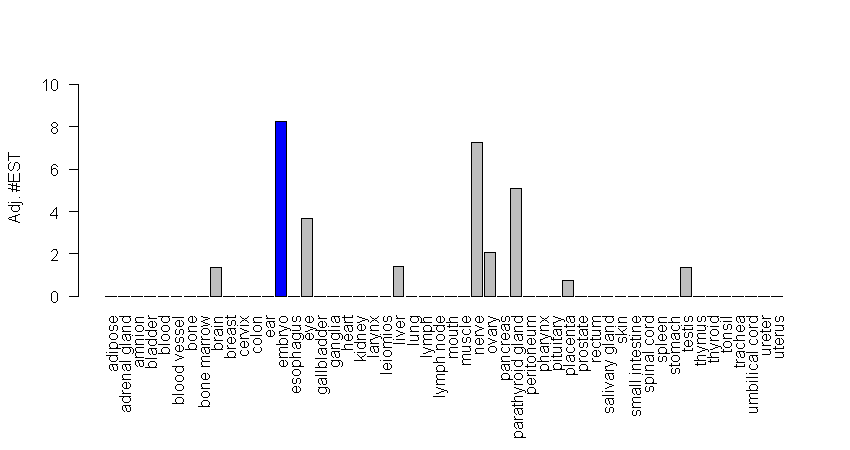 10
8
6
4
2
0
Adj. #EST
adipose
adrenal gland
amnion
bladder
blood
blood vessel
bone
bone marrow
brain
breast
cervix
colon
ear
embryo
esophagus
eye
gallbladder
ganglia
heart
kidney
larynx
leiomios
liver
lung
lymph
lymph node
mouth
muscle
nerve
ovary
pancreas
parathyroid gland
peritoneum
pharynx
pituitary
placenta
prostate
rectum
salivary gland
skin
small intestine
spinal cord
spleen
stomach
testis
thymus
thyroid
tonsil
trachea
umbilical cord
ureter
uterus